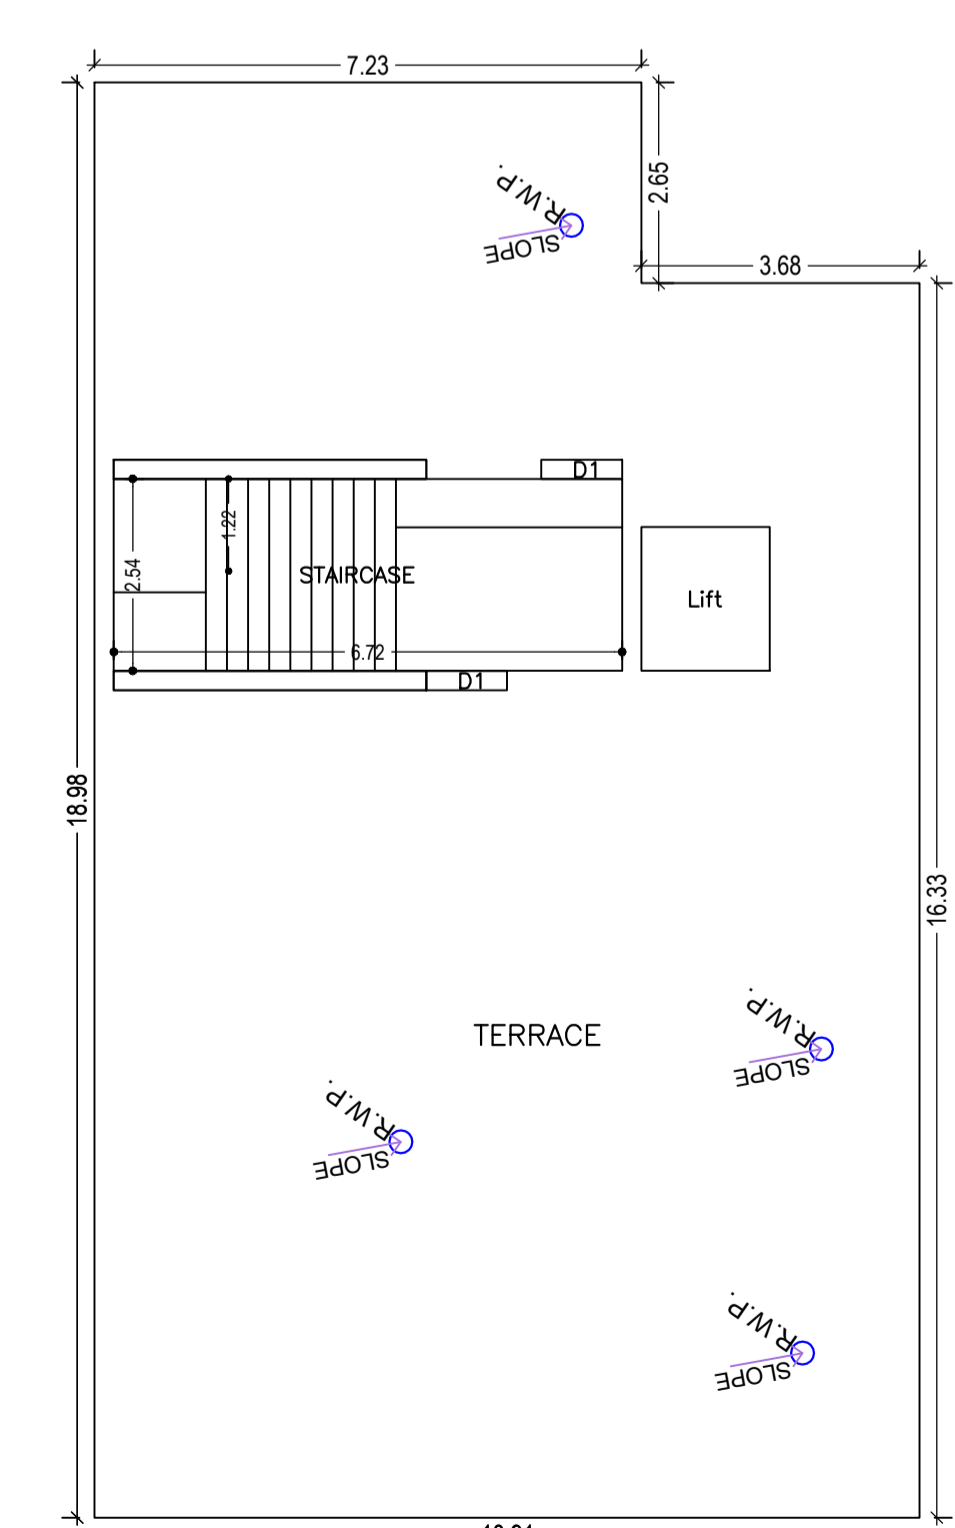 7.23
2.65
3.68
R.W.P.
SLOPE
D1
1.22
2.54
STAIRCASE
Lift
6.72
D1
18.98
16.33
TERRACE
R.W.P.
SLOPE
R.W.P.
SLOPE
R.W.P.
SLOPE